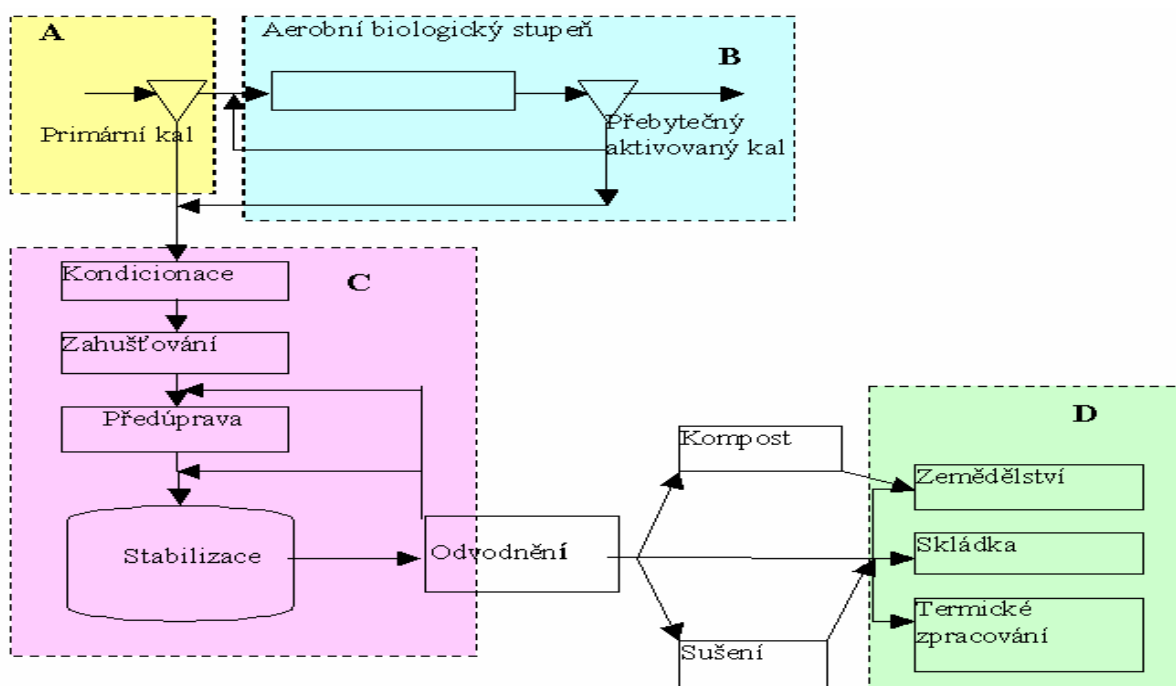 A
Aerobní biologický stupeň
B
Primární kal
Přebytečný
aktivovaný kal
Kondicionace
C
Zahušťování
Předúprava
Stabilizace
Odvodnění
Kompost
Sušení
D
Zemědělství
Skládka
Termické
zpracování